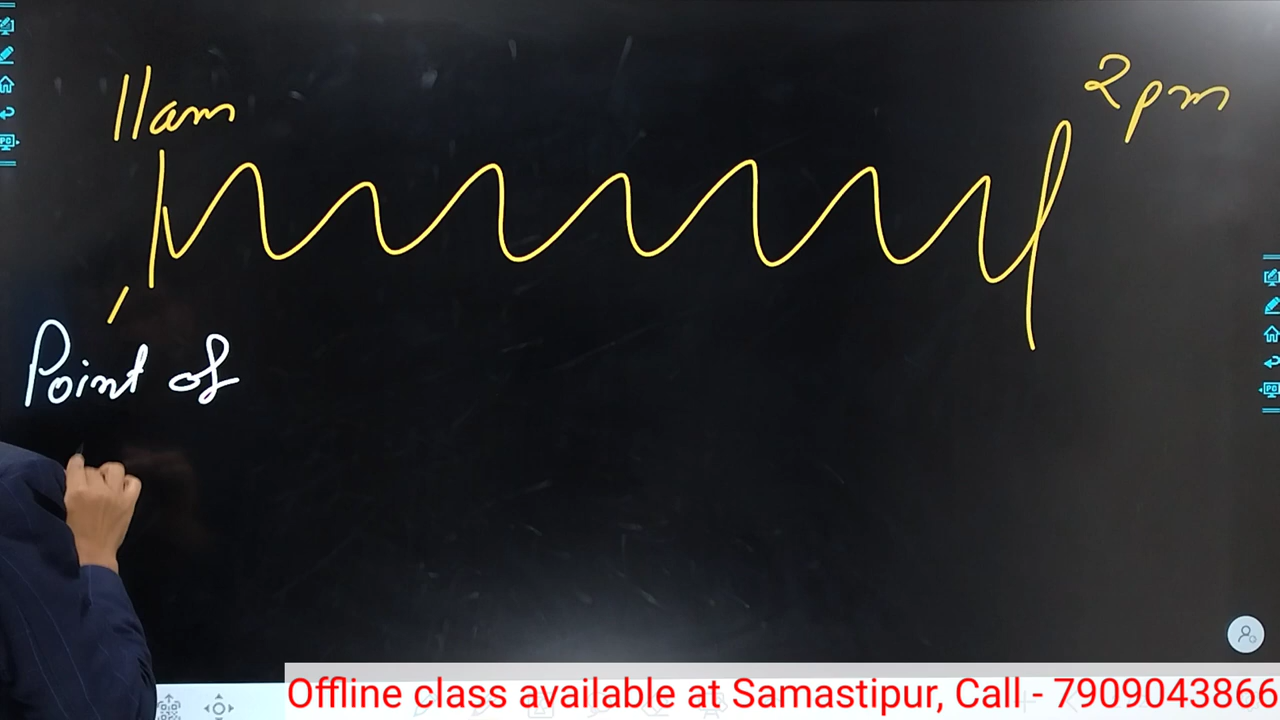 11am
2pm
Point of
Offline class available at Samastipur, Call - 7909043866